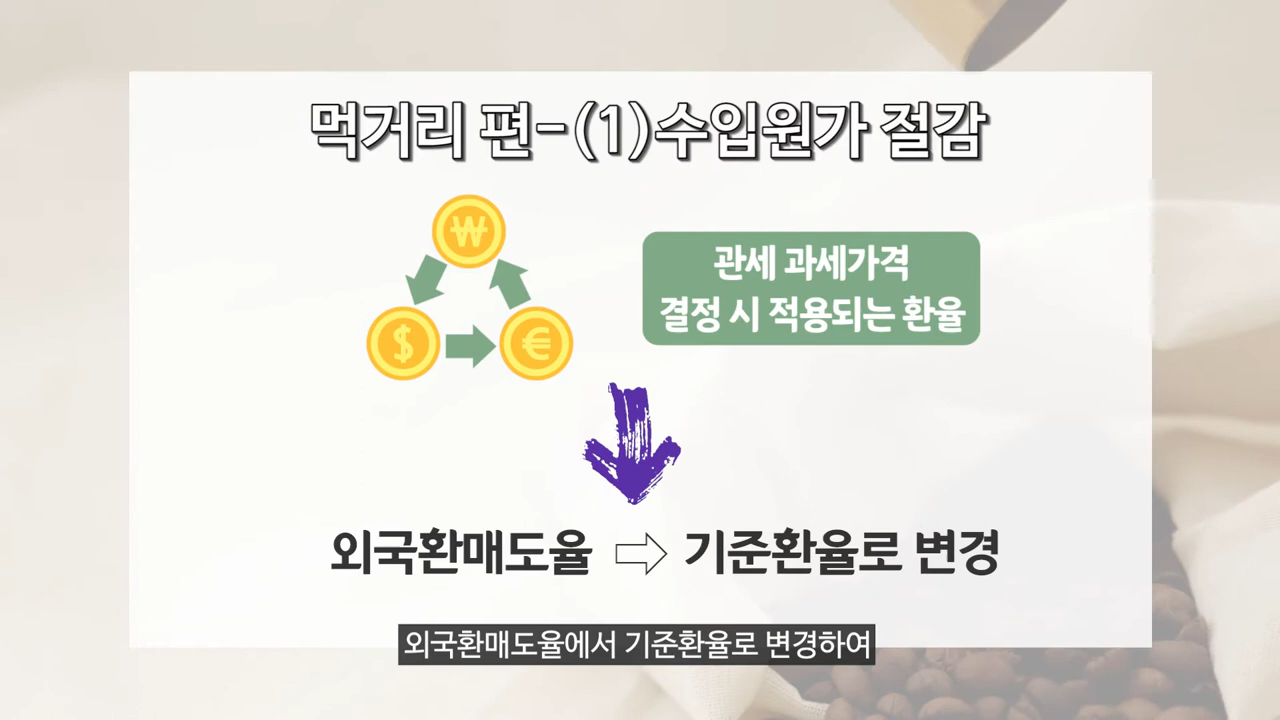 먹거리 편-(1)수입원가 절감
₩
$
€
관세 과세가격
결정 시 적용되는 환율
외국환매도율 ⇨ 기준환율로 변경
외국환매도율에서 기준환율로 변경하여